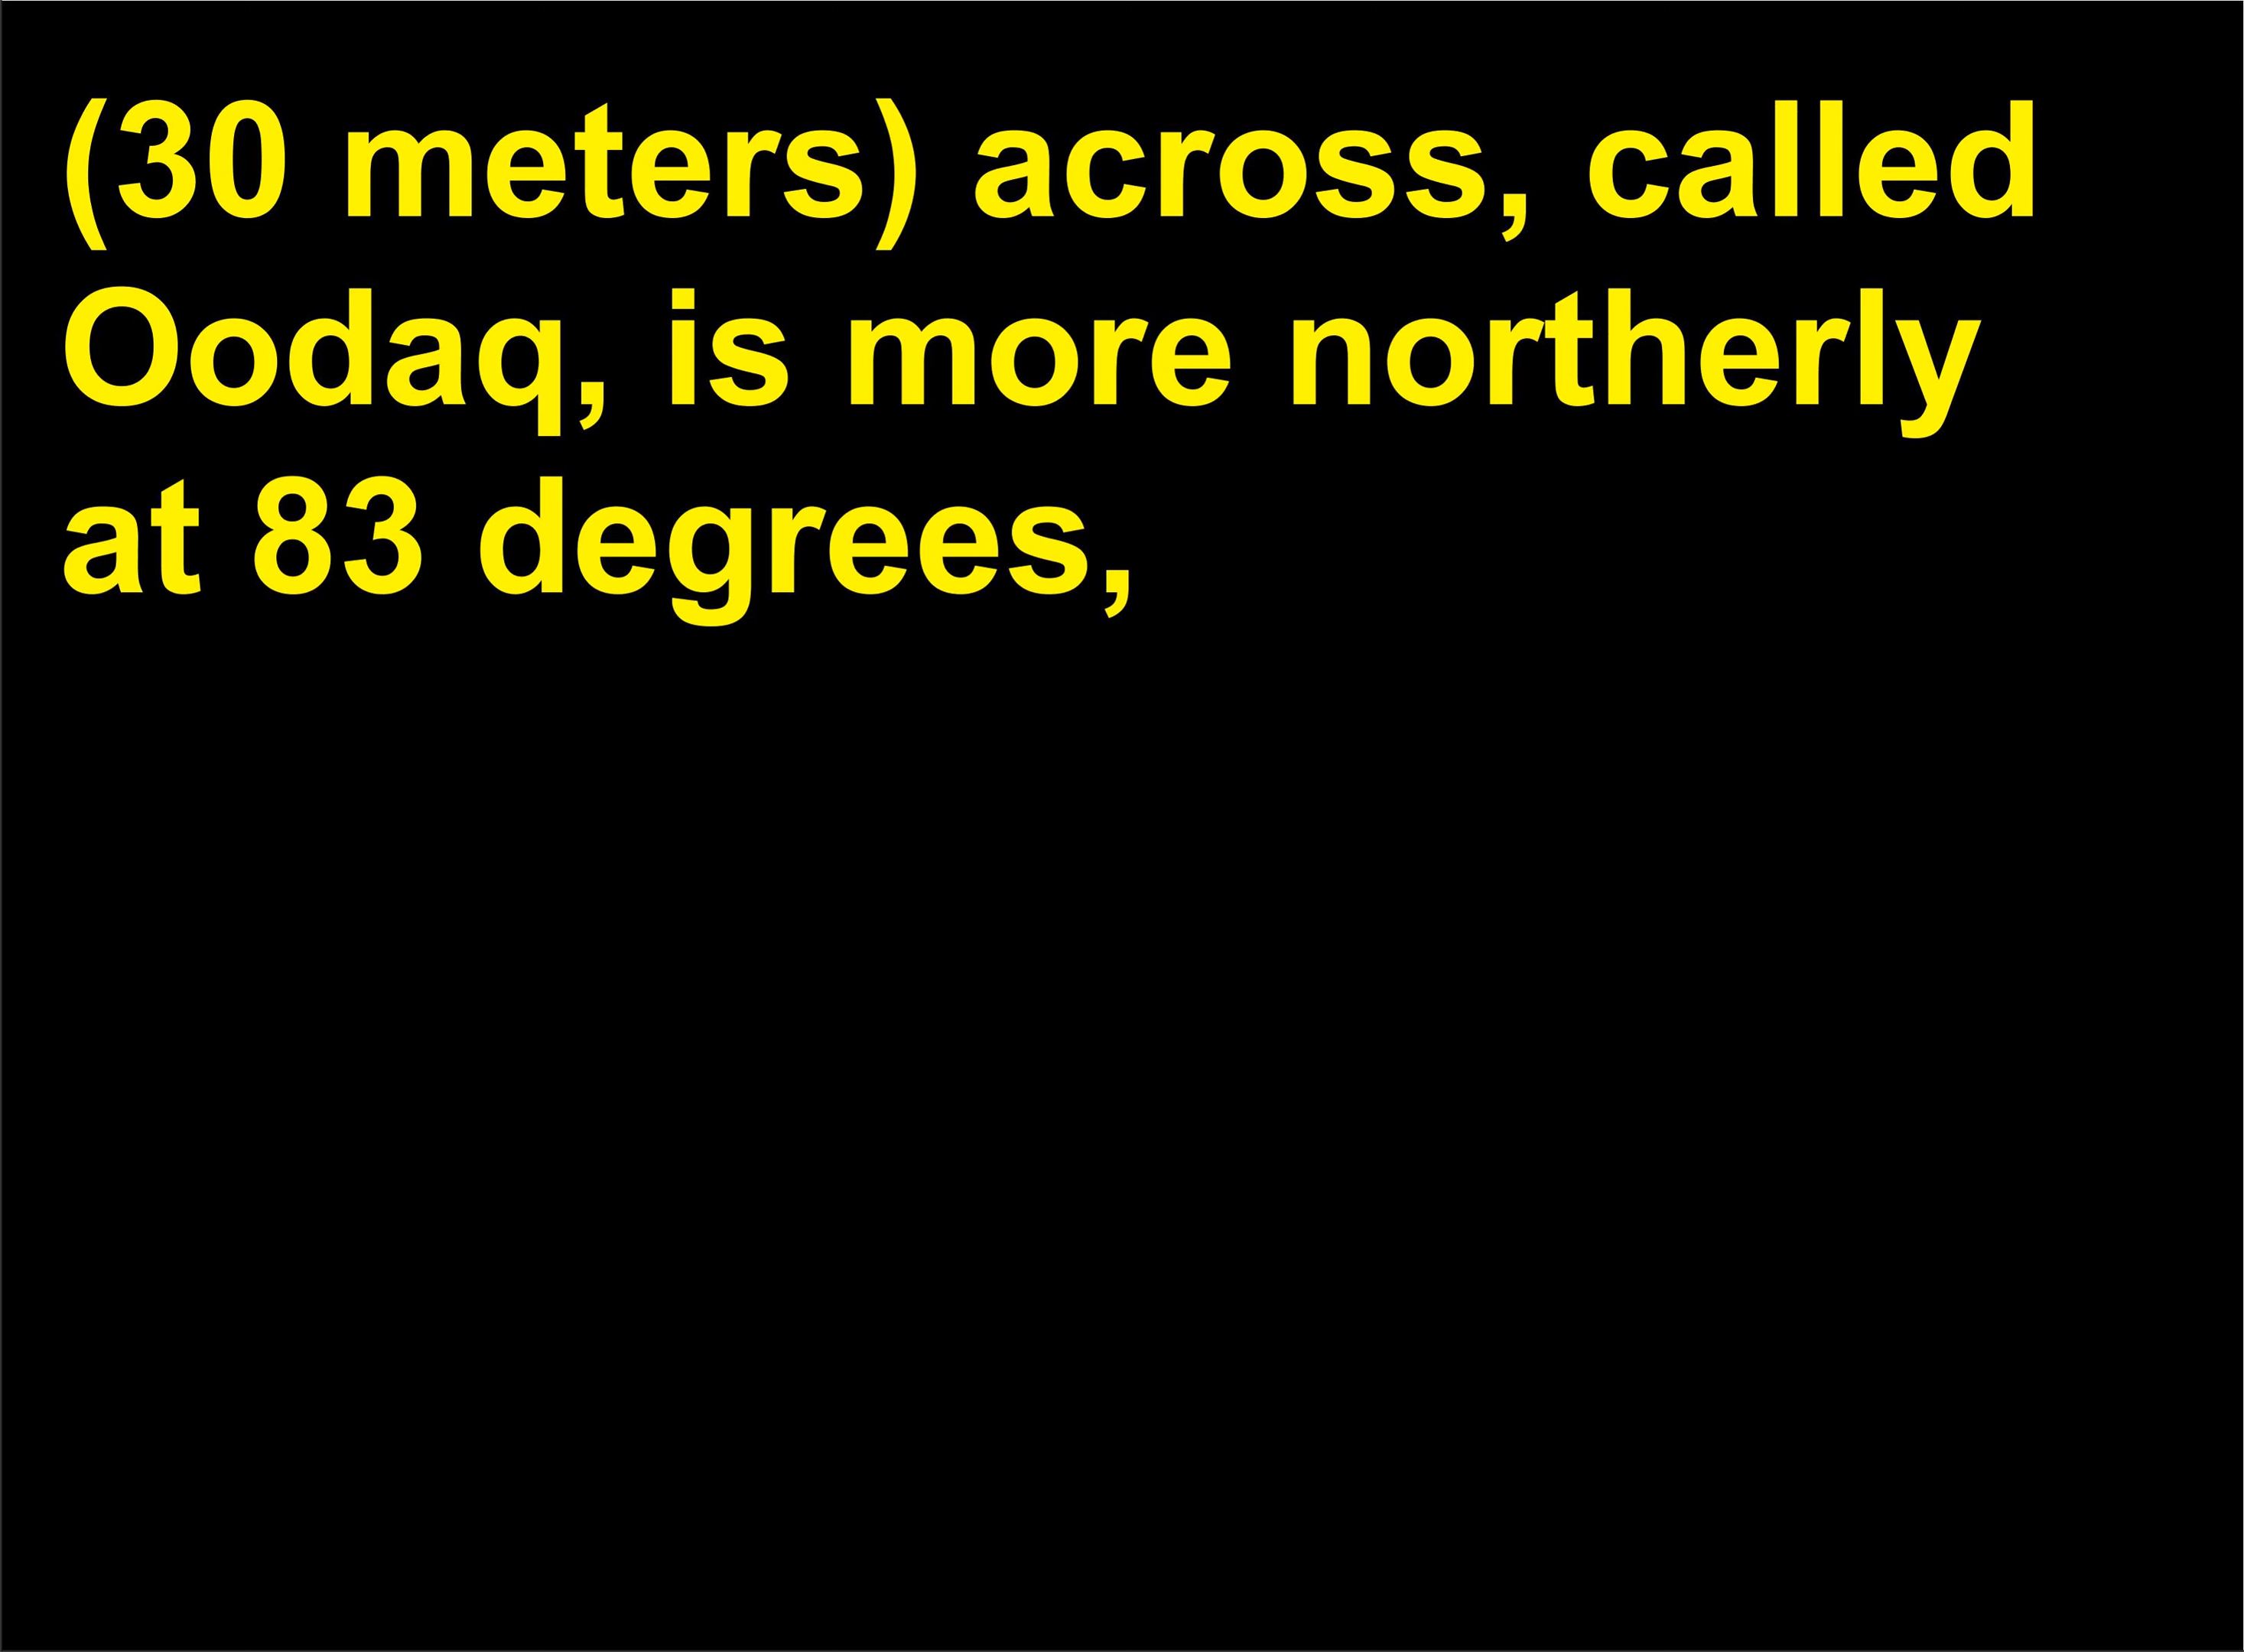 (30 meters) across, called
Oodaq, is more northerly
at 83 degrees,